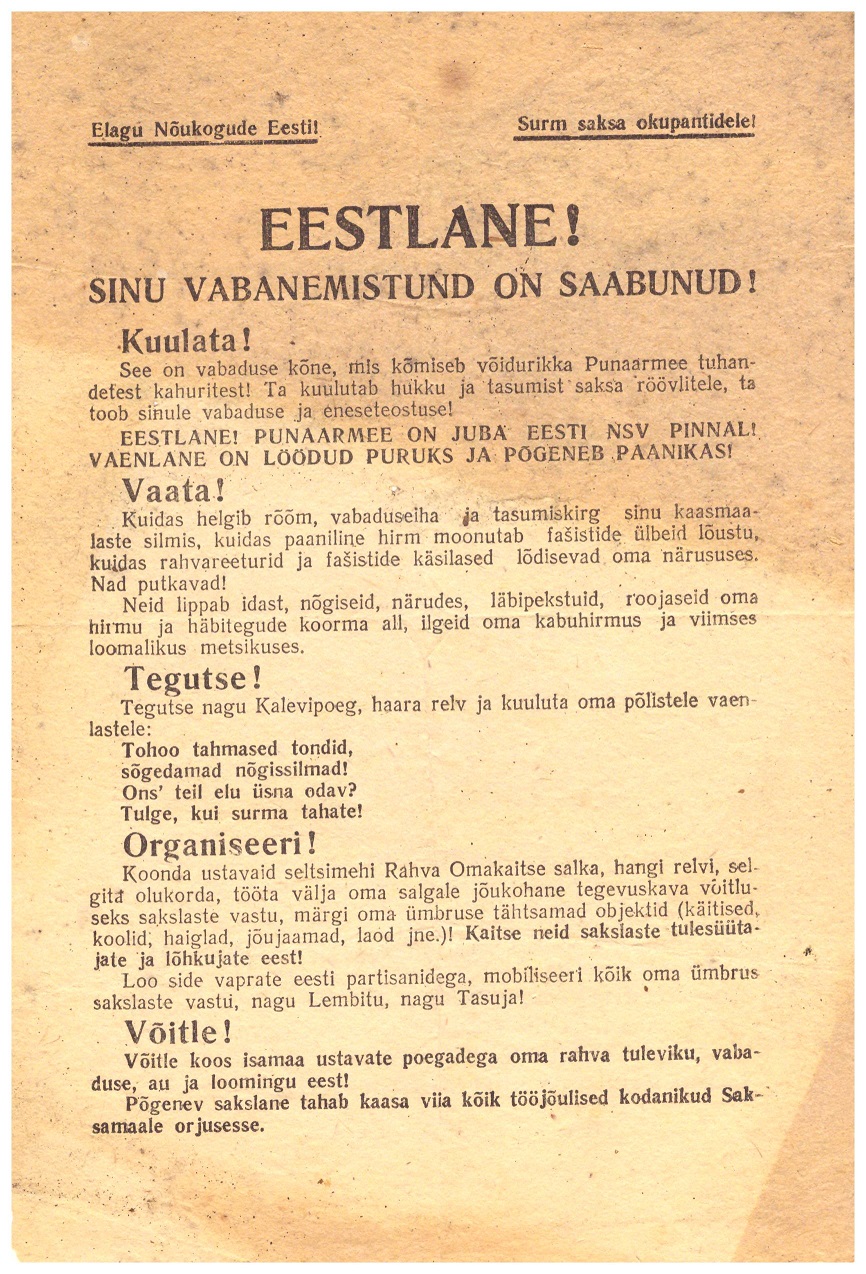 Elagu Nõukogude Eesti!
Surm saksa okupantidele!
EESTLANE!
SINU VABANEMISTUND ON SAABUNUD!
Kuulata!
See on vabaduse kõne, mis kõmiseb võidurikka Punaarmee tuhan-
detest kahuritest! Ta kuulutab hukku ja tasumist saksa röövlitele, ta
toob sinule vabaduse ja eneseteostuse!
EESTLANE! PUNAARMEE ON JUBA EESTI NSV PINNAL!
VAENLANE ON LÖÖDUD PURUKS JA PÕGENEB PAANIKAS!
Vaata!
Kuidas helgib rõõm, vabaduseiha ja tasumiskirg sinu kaasmaa-
laste silmis, kuidas paaniline hirm moonutab fašistide ülbeid lõustu,
kuidas rahvareeturid ja fašistide käsilased lõdisevad oma närususes.
Nad putkavad!
Neid lippab idast, nõgiseid, närudes, läbipekstuid, roojaseid oma
hirmu ja häbitegude koorma all, ilgeid oma kabuhirmus ja viimses
loomalikus metsikuses.
Tegutse!
Tegutse nagu Kalevipoeg, haara relv ja kuuluta oma põlistele vaen-
lastele:
Tohoo tahmased tondid,
sõgedamad nõgissilmad!
Ons' teil elu üsna odav?
Tulge, kui surma tahate!
Organiseeri!
Koonda ustavaid seltsimehi Rahva Omakaitse salka, hangi relvi, sel-
gita olukorda, tööta välja oma salgale jõukohane tegevuskava võitlu-
seks sakslaste vastu, märgi oma ümbruse tähtsamad objektid (käitised,
koolid, haiglad, jõujaamad, laod jne.)! Kaitse neid sakslaste tulesüüta-
jate ja lõhkujate eest!
Loo side vaprate eesti partisanidega, mobiliseeri kõik oma ümbrus
sakslaste vastu, nagu Lembitu, nagu Tasuja!
Võitle!
Võitle koos isamaa ustavate poegadega oma rahva tuleviku, vaba-
duse, au ja loomingu eest!
Põgenev sakslane tahab kaasa viia kõik tööjõulised kodanikud Sak-
samaale orjusesse.